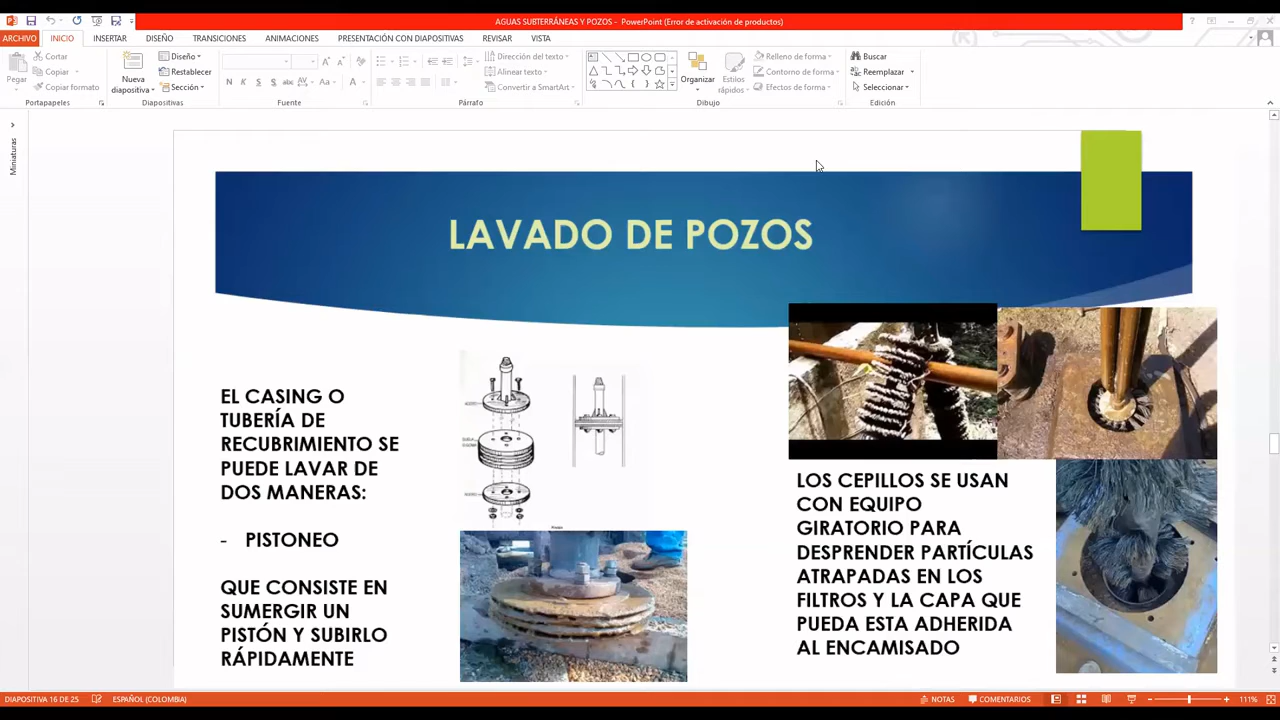 AGUAS SUBTERRÁNEAS Y POZOS - PowerPoint (Error de activación de productos)
ARCHIVO INICIO INSERTAR DISEÑO TRANSICIONES ANIMACIONES PRESENTACIÓN CON DIAPOSITIVAS REVISAR VISTA
Pegar
Cortar
Copiar
Copiar formato
Portapapeles
Nueva
diapositiva
Diseño
Restablecer
Sección
Diapositivas
N K S S abc AV Aa A
Fuente
Dirección del texto
Alinear texto
Convertir a SmartArt
Párrafo
Organizar
Estilos
rápidos
Relleno de forma
Contorno de forma
Efectos de forma
Dibujo
Buscar
Reemplazar
Seleccionar
Edición
Miniaturas
LAVADO DE POZOS
EL CASING O
TUBERÍA DE
RECUBRIMIENTO SE
PUEDE LAVAR DE
DOS MANERAS:
- PISTONEO
QUE CONSISTE EN
SUMERGIR UN
PISTÓN Y SUBIRLO
RÁPIDAMENTE
LOS CEPILLOS SE USAN
CON EQUIPO
GIRATORIO PARA
DESPRENDER PARTÍCULAS
ATRAPADAS EN LOS
FILTROS Y LA CAPA QUE
PUEDA ESTA ADHERIDA
AL ENCAMISADO
DIAPOSITIVA 16 DE 25 ESPAÑOL (COLOMBIA) NOTAS COMENTARIOS 111%